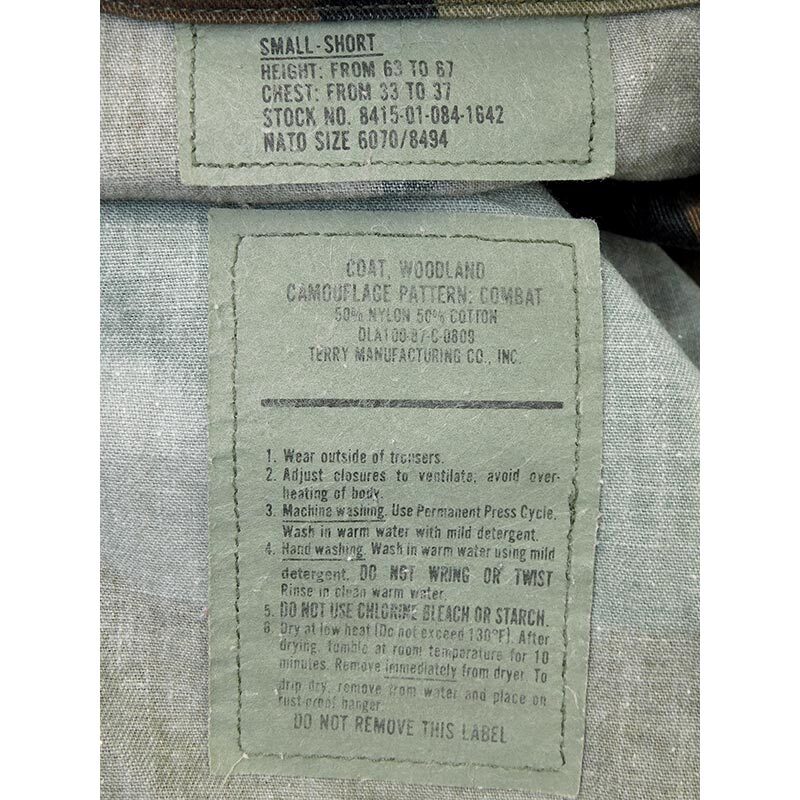 SMALL-SHORT
HEIGHT: FROM 63 TO 67
CHEST: FROM 33 TO 37
STOCK NO. 8415-01-084-1642
NATO SIZE 6070/8494
COAT, WOODLAND
CAMOUFLAGE PATTERN: COMBAT
50% NYLON 50% COTTON
DLA100-87-C-0809
TERRY MANUFACTURING CO., INC.
1. Wear outside of trousers.
2. Adjust closures to ventilate; avoid over-
heating of body.
3. Machine washing. Use Permanent Press Cycle.
Wash in warm water with mild detergent.
4. Hand washing. Wash in warm water using mild
detergent. DO NOT WRING OR TWIST
Rinse in clean warm water.
5. DO NOT USE CHLORINE BLEACH OR STARCH.
6. Dry at low heat (Do not exceed 130°F). After
drying, tumble at room temperature for 10
minutes. Remove immediately from dryer. To
drip dry, remove from water and place on
rust-proof hanger
DO NOT REMOVE THIS LABEL